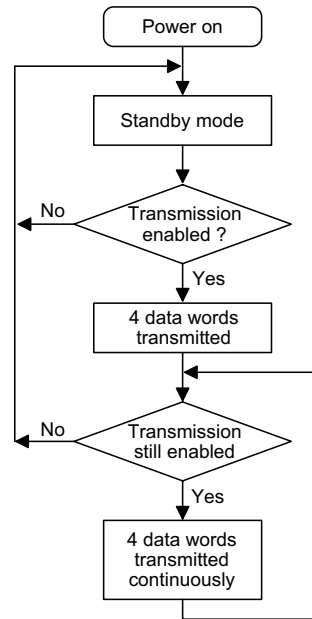 Power on
Standby mode
Transmission
enabled ?
No
Yes
4 data words
transmitted
Transmission
still enabled
No
Yes
4 data words
transmitted
continuously